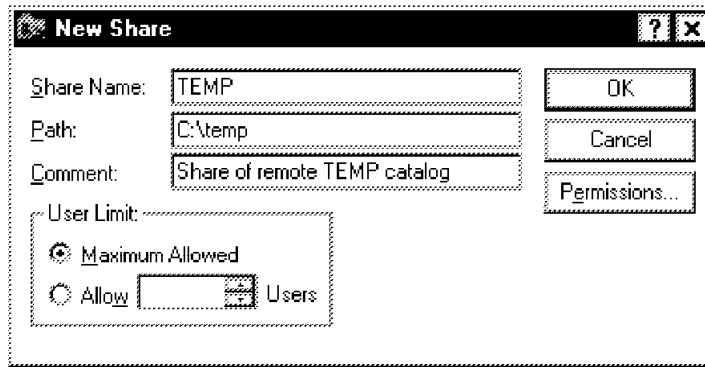 New Share
Share Name: TEMP
OK
Path: C:\temp
Cancel
Comment: Share of remote TEMP catalog
Permissions...
User Limit:
Maximum Allowed
Allow Users